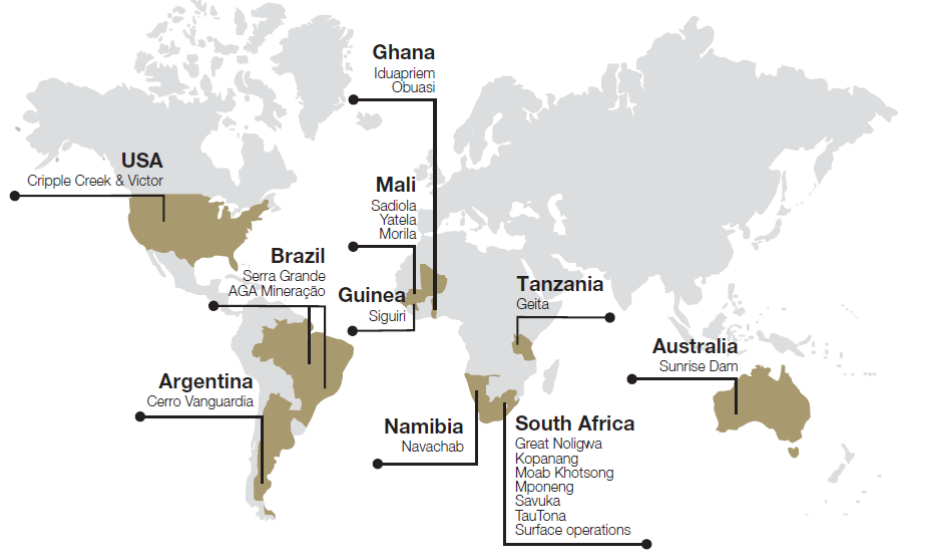 Ghana
Iduapriem
Obuasi
USA
Cripple Creek & Victor
Mali
Sadiola
Yatela
Morila
Brazil
Serra Grande
AGA Mineração
Guinea
Siguiri
Tanzania
Geita
Australia
Sunrise Dam
Argentina
Cerro Vanguardia
Namibia
Navachab
South Africa
Great Noligwa
Kopanang
Moab Khotsong
Mponeng
Savuka
TauTona
Surface operations